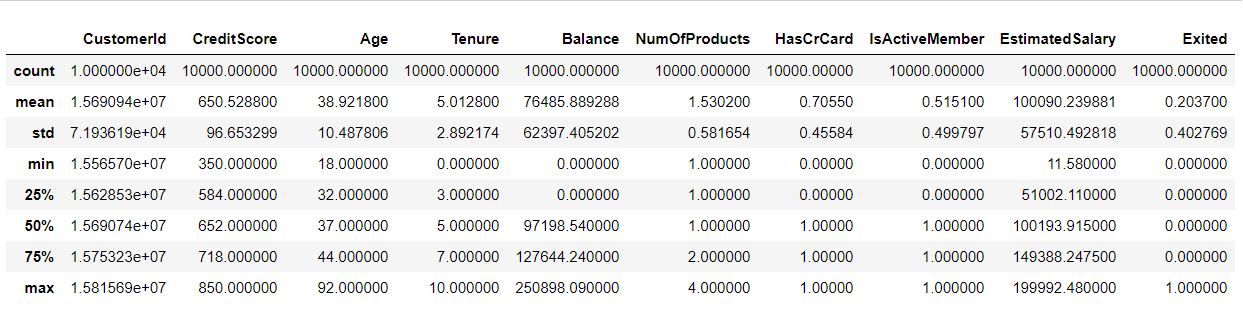 CustomerId CreditScore Age Tenure Balance NumOfProducts HasCrCard IsActiveMember EstimatedSalary Exited
count 1.000000e+04 10000.000000 10000.000000 10000.000000 10000.000000 10000.000000 10000.00000 10000.000000 10000.000000 10000.000000
mean 1.569094e+07 650.528800 38.921800 5.012800 76485.889288 1.530200 0.70550 0.515100 100090.239881 0.203700
std 7.193619e+04 96.653299 10.487806 2.892174 62397.405202 0.581654 0.45584 0.499797 57510.492818 0.402769
min 1.556570e+07 350.000000 18.000000 0.000000 0.000000 1.000000 0.00000 0.000000 11.580000 0.000000
25% 1.562853e+07 584.000000 32.000000 3.000000 0.000000 1.000000 0.00000 0.000000 51002.110000 0.000000
50% 1.569074e+07 652.000000 37.000000 5.000000 97198.540000 1.000000 1.00000 1.000000 100193.915000 0.000000
75% 1.575323e+07 718.000000 44.000000 7.000000 127644.240000 2.000000 1.00000 1.000000 149388.247500 0.000000
max 1.581569e+07 850.000000 92.000000 10.000000 250898.090000 4.000000 1.00000 1.000000 199992.480000 1.000000